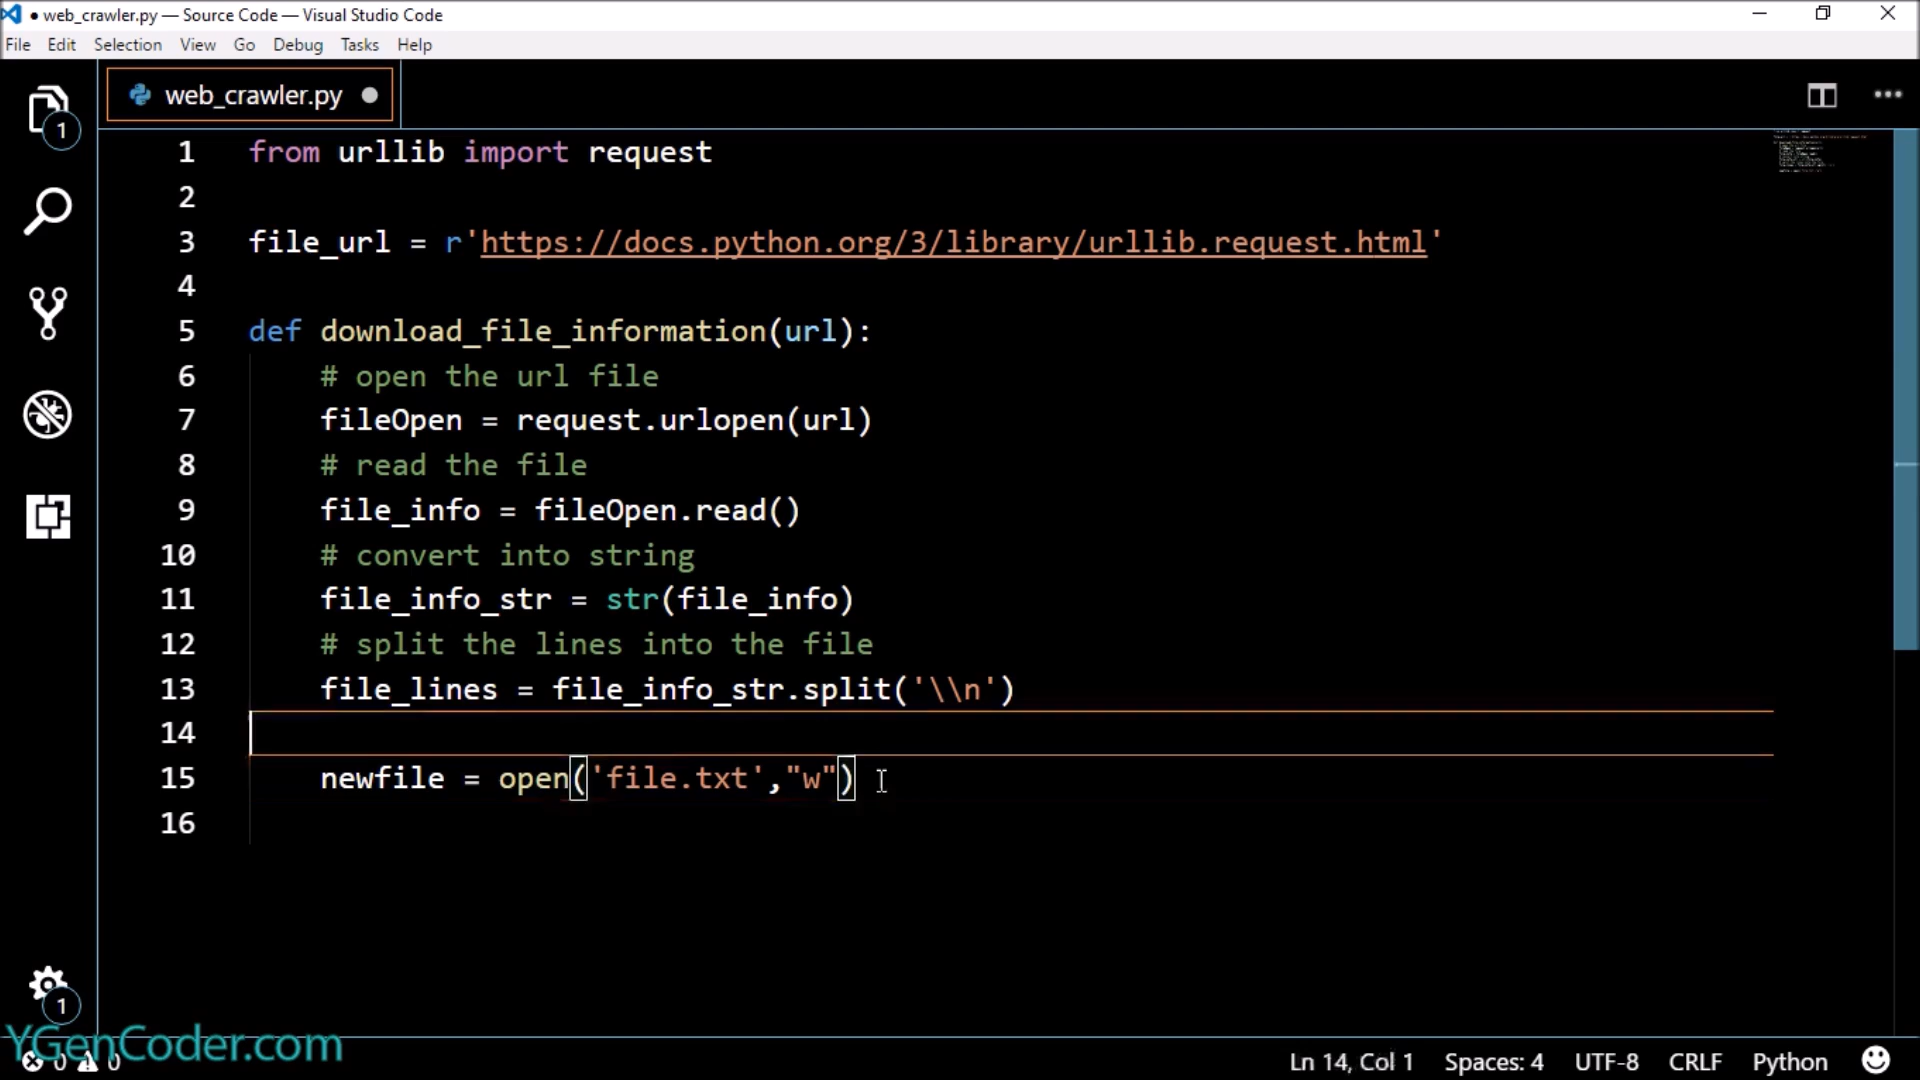 ● web_crawler.py — Source Code — Visual Studio Code
File Edit Selection View Go Debug Tasks Help
web_crawler.py ●
1 from urllib import request
2
3 file_url = r'https://docs.python.org/3/library/urllib.request.html'
4
5 def download_file_information(url):
6 # open the url file
7 fileOpen = request.urlopen(url)
8 # read the file
9 file_info = fileOpen.read()
10 # convert into string
11 file_info_str = str(file_info)
12 # split the lines into the file
13 file_lines = file_info_str.split('\\n')
14
15 newfile = open('file.txt',"w")
16
1
1
YGenCoder.com
0 0 Ln 14, Col 1 Spaces: 4 UTF-8 CRLF Python